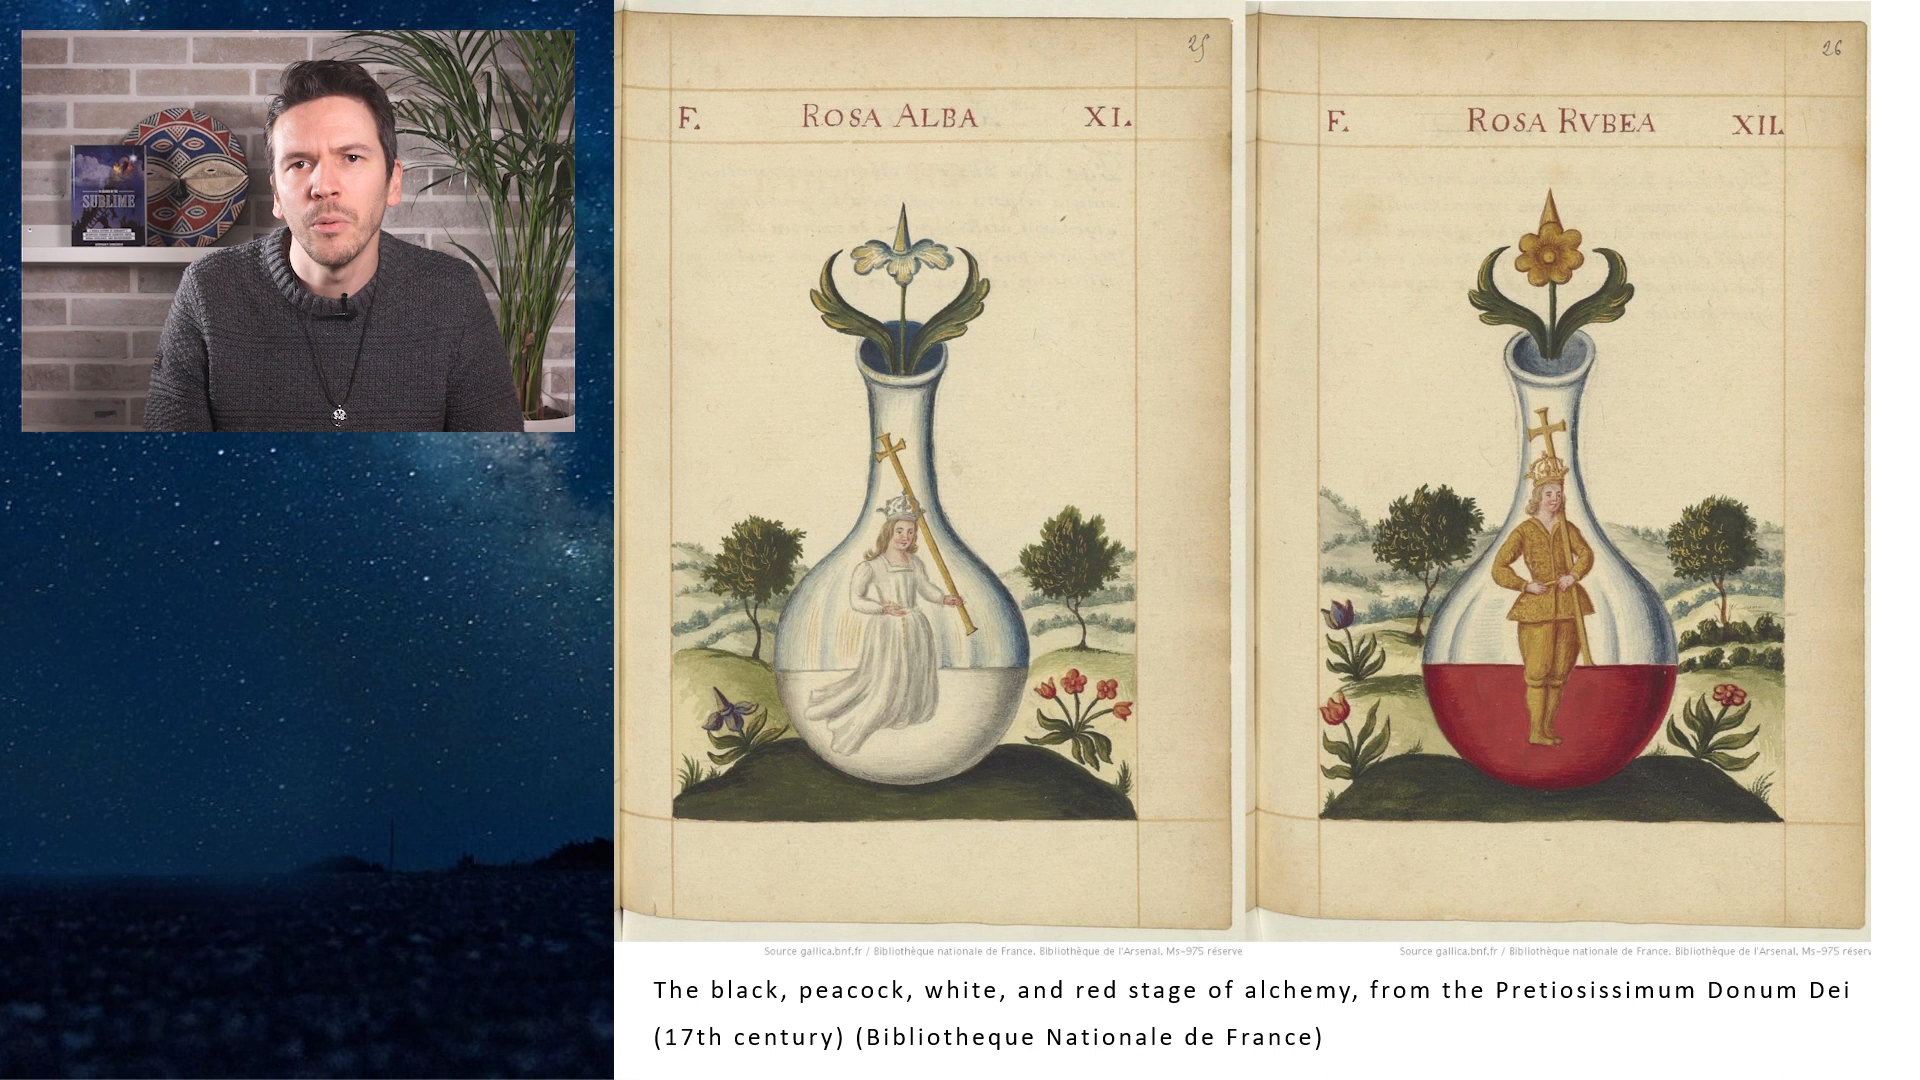 SUBLIME
25
F. ROSA ALBA XI.
26
F. ROSA RVBEA XII.
Source gallica.bnf.fr / Bibliothèque nationale de France. Bibliothèque de l'Arsenal. Ms-975 réserve
Source gallica.bnf.fr / Bibliothèque nationale de France. Bibliothèque de l'Arsenal. Ms-975 réserv
The black, peacock, white, and red stage of alchemy, from the Pretiosissimum Donum Dei
(17th century) (Bibliotheque Nationale de France)